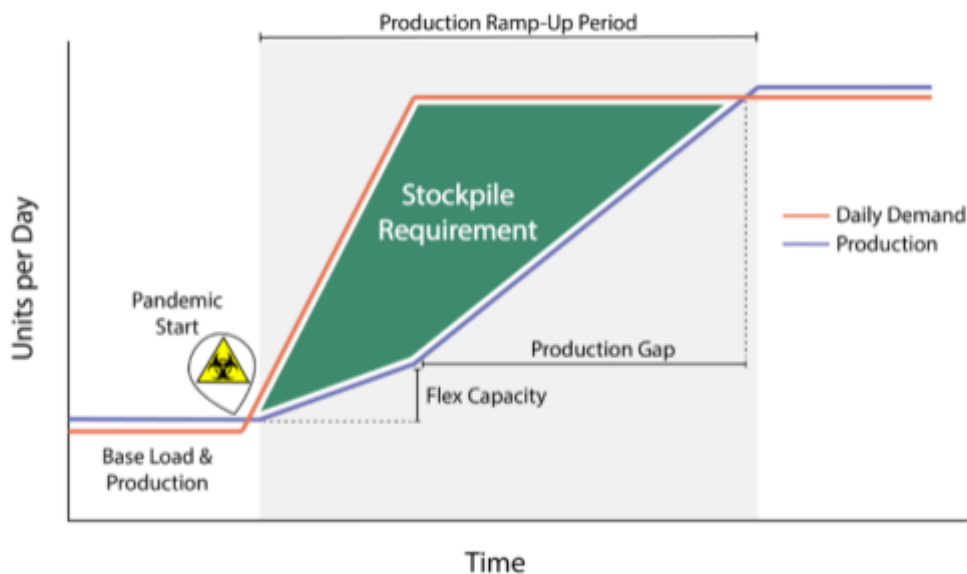 Production Ramp-Up Period
Units per Day
Stockpile
Requirement
Daily Demand
Production
Pandemic
Start
Production Gap
Flex Capacity
Base Load &
Production
Time